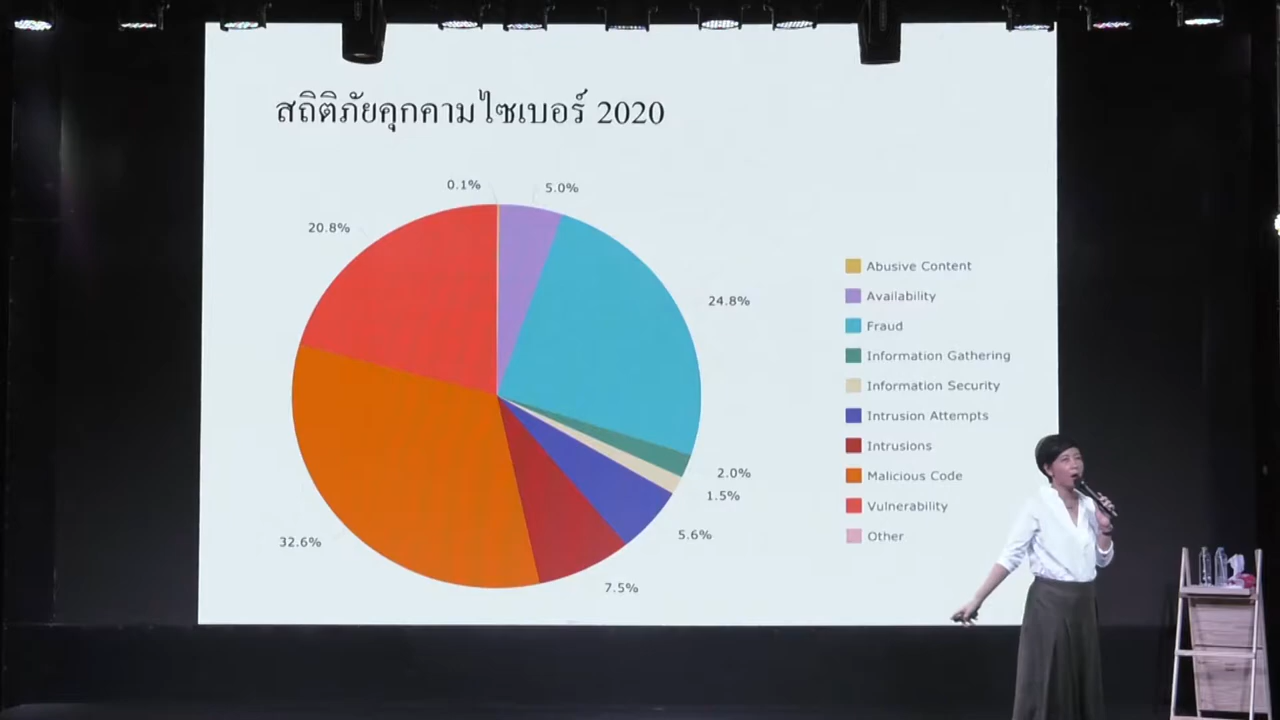 สถิติภัยคุกคามไซเบอร์ 2020
0.1%
5.0%
20.8%
24.8%
2.0%
1.5%
5.6%
7.5%
32.6%
Abusive Content
Availability
Fraud
Information Gathering
Information Security
Intrusion Attempts
Intrusions
Malicious Code
Vulnerability
Other